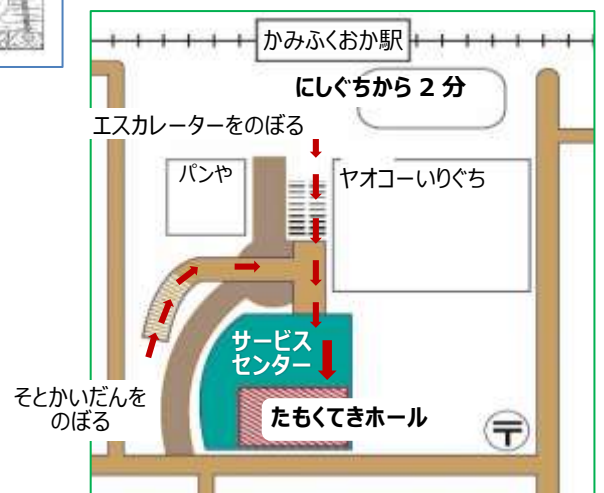 かみふくおか駅
にしぐちから 2 分
エスカレーターをのぼる
パンや
ヤオコーいりぐち
サービス
センター
そとかいだんを
のぼる
たもくてきホール
〒